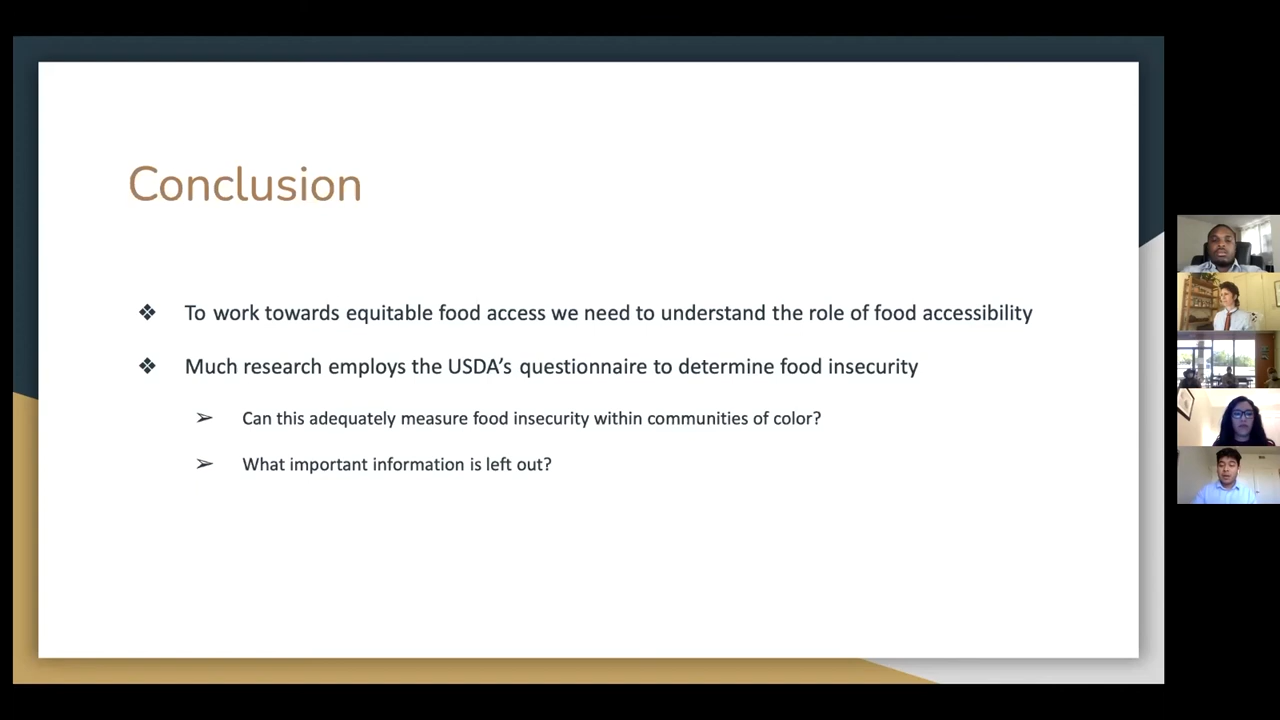 Conclusion
❖ To work towards equitable food access we need to understand the role of food accessibility
❖ Much research employs the USDA’s questionnaire to determine food insecurity
➢ Can this adequately measure food insecurity within communities of color?
➢ What important information is left out?